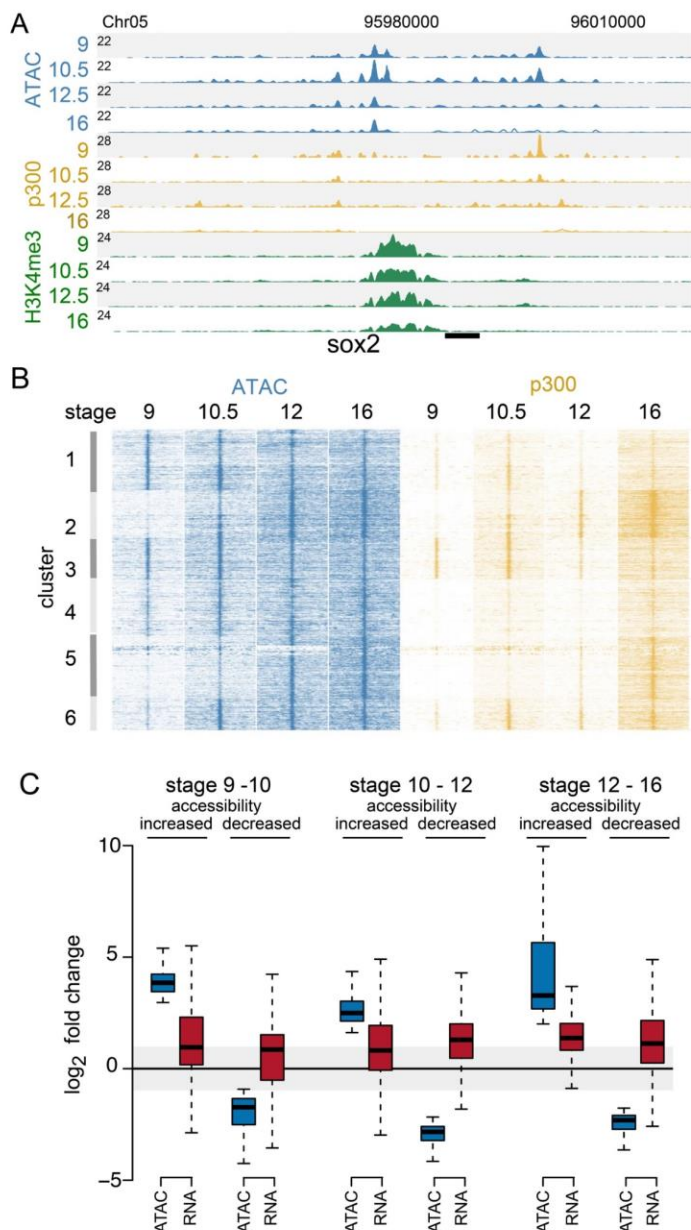 A
Chr05 95980000 96010000
ATAC
9 22
10.5 22
12.5 22
16 22
p300
9 28
10.5 28
12.5 28
16 28
H3K4me3
9 24
10.5 24
12.5 24
16 24
sox2
B
ATAC p300
stage 9 10.5 12 16 9 10.5 12 16
cluster
1
2
3
4
5
6
C
stage 9 -10 stage 10 - 12 stage 12 - 16
accessibility accessibility accessibility
increased decreased increased decreased increased decreased
log2 fold change
10
5
0
−5
ATAC RNA ATAC RNA ATAC RNA ATAC RNA ATAC RNA ATAC RNA